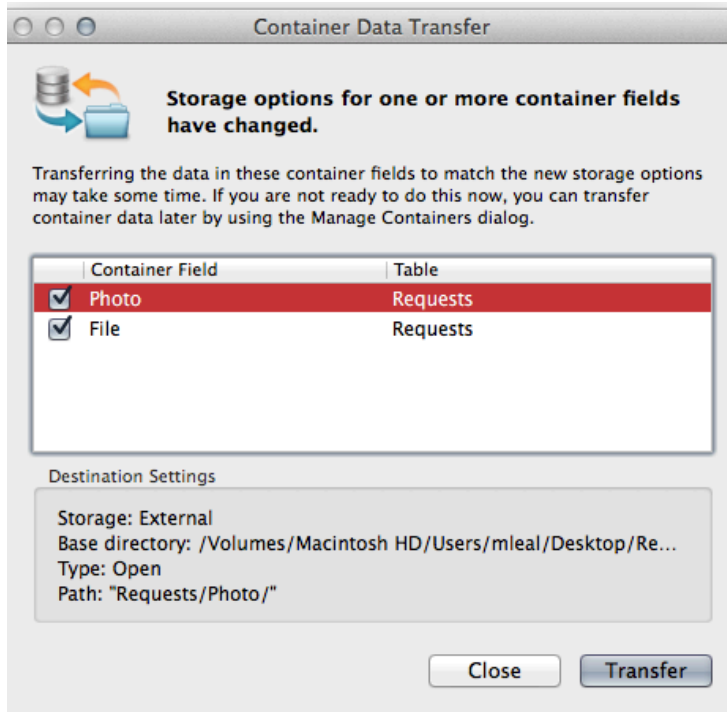 Container Data Transfer
Storage options for one or more container fields
have changed.
Transferring the data in these container fields to match the new storage options
may take some time. If you are not ready to do this now, you can transfer
container data later by using the Manage Containers dialog.
Container Field Table
Photo Requests
File Requests
Destination Settings
Storage: External
Base directory: /Volumes/Macintosh HD/Users/mleal/Desktop/Re...
Type: Open
Path: "Requests/Photo/"
Close Transfer